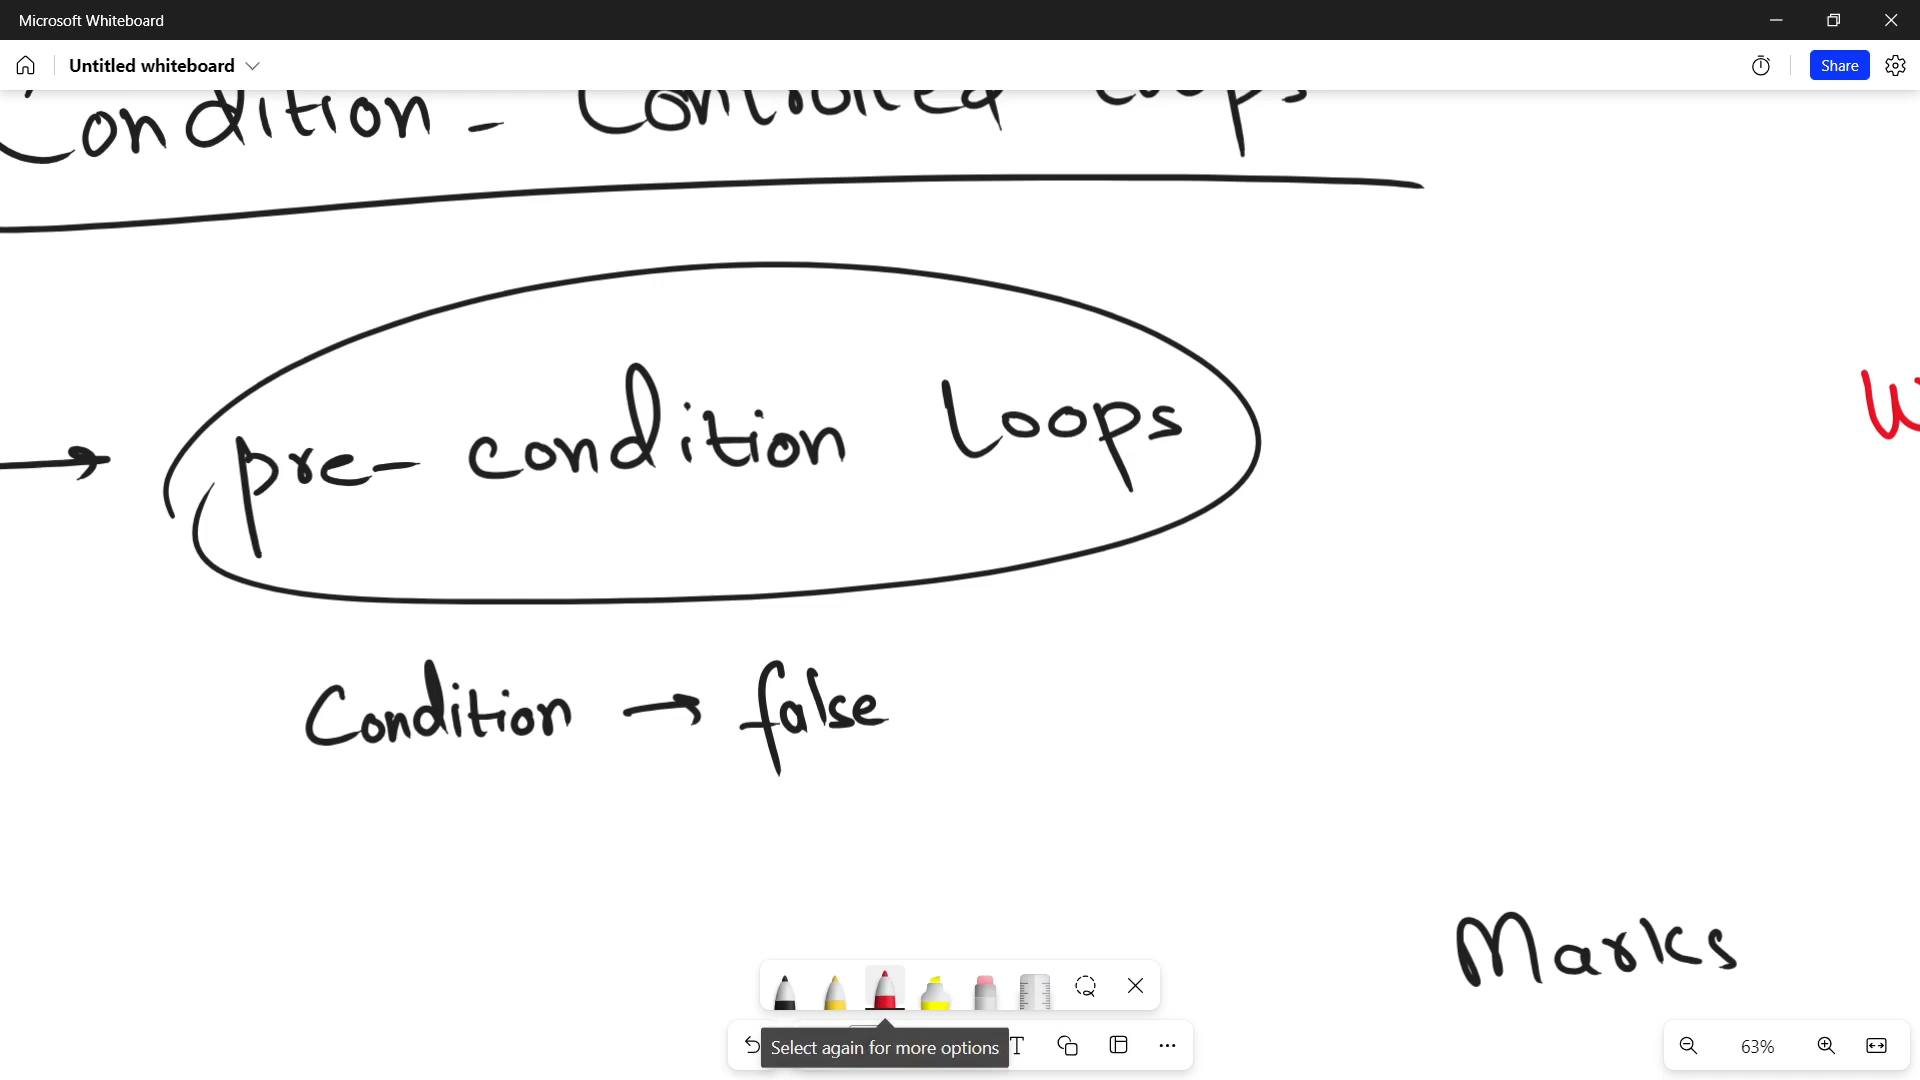 Microsoft Whiteboard
Untitled whiteboard
Share
Condition - Controlled Loops
pre-condition Loops
Condition → false
Marks
Select again for more options
T
63%